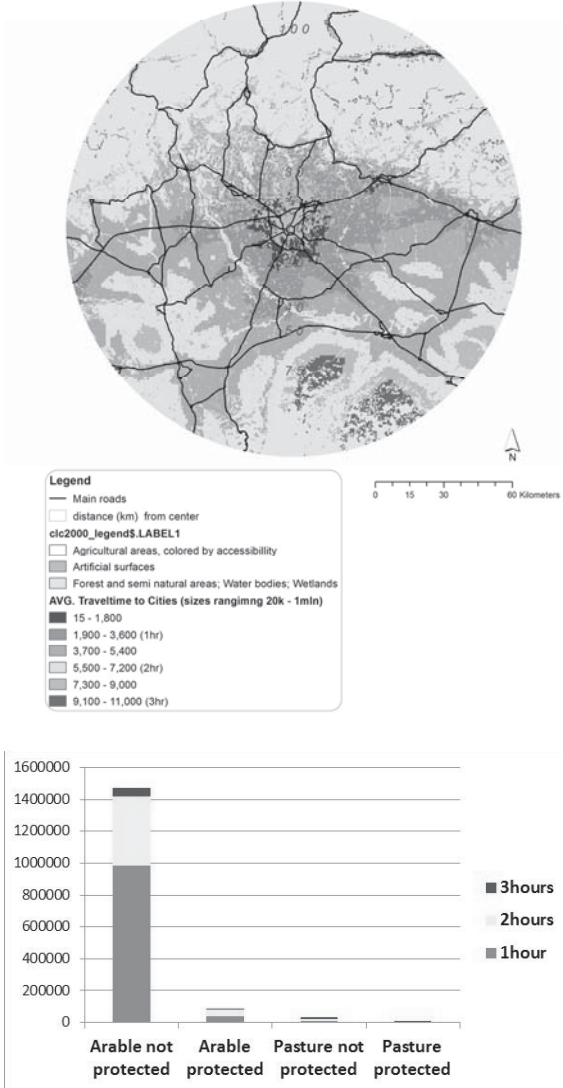 100
N
Legend
Main roads
distance (km) from center
clc2000_legend$.LABEL1
Agricultural areas, colored by accessibillity
Artificial surfaces
Forest and semi natural areas; Water bodies; Wetlands
AVG. Traveltime to Cities (sizes rangimng 20k - 1mln)
15 - 1,800
1,900 - 3,600 (1hr)
3,700 - 5,400
5,500 - 7,200 (2hr)
7,300 - 9,000
9,100 - 11,000 (3hr)
0 15 30 60 Kilometers
1600000
1400000
1200000
1000000
800000
600000
400000
200000
0
Arable not protected
Arable protected
Pasture not protected
Pasture protected
3hours
2hours
1hour